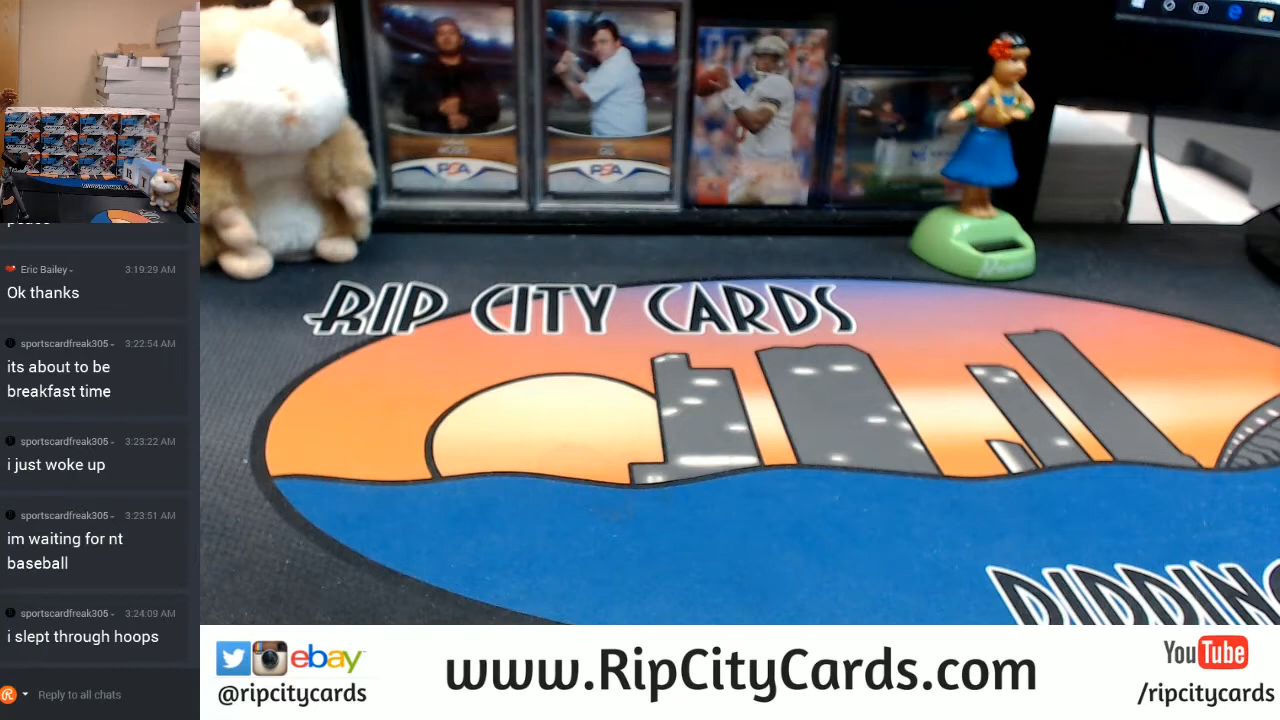 Eric Bailey
3:19:29 AM
Ok thanks
sportscardfreak305
3:22:54 AM
its about to be
breakfast time
sportscardfreak305
3:23:22 AM
i just woke up
sportscardfreak305
3:23:51 AM
im waiting for nt
baseball
sportscardfreak305
3:24:09 AM
i slept through hoops
Reply to all chats
PSA
PSA
RIP CITY CARDS
ebay
@ripcitycards
www.RipCityCards.com
YouTube
/ripcitycards